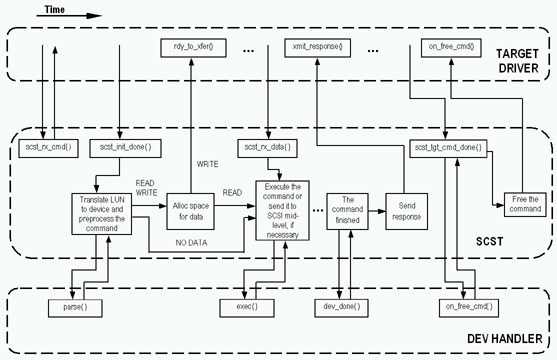 Time
rdy_to_xfer()
...
xmit_response()
...
on_free_cmd()
TARGET
DRIVER
scst_rx_cmd()
scst_init_done()
scst_rx_data()
scst_tgt_cmd_done()
WRITE
READ
WRITE
READ
NO DATA
Translate LUN
to device and
preprocess the
command
Alloc space
for data
Execute the
command or
send it to
SCSI mid-
level, if
necessary
...
The
command
finished
Send
response
Free the
command
SCST
parse()
exec()
dev_done()
on_free_cmd()
DEV HANDLER